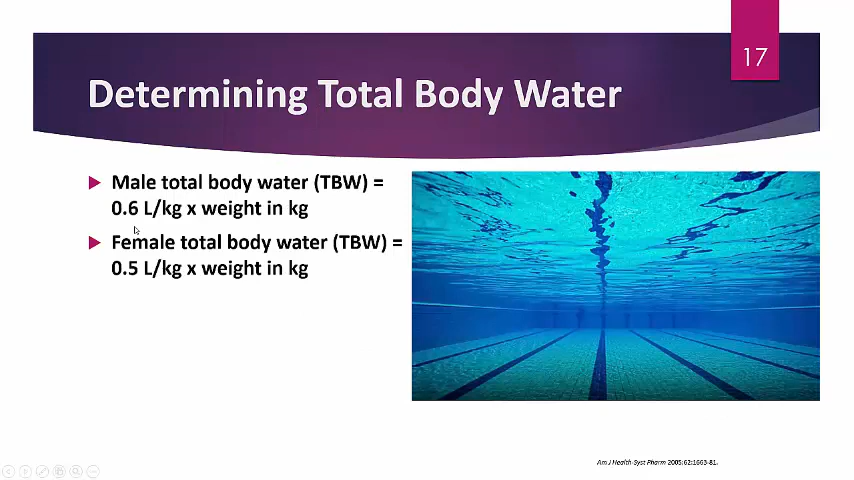 17
Determining Total Body Water
Male total body water (TBW) =
0.6 L/kg x weight in kg
Female total body water (TBW) =
0.5 L/kg x weight in kg
Am J Health-Syst Pharm 2005;62:1663-81.